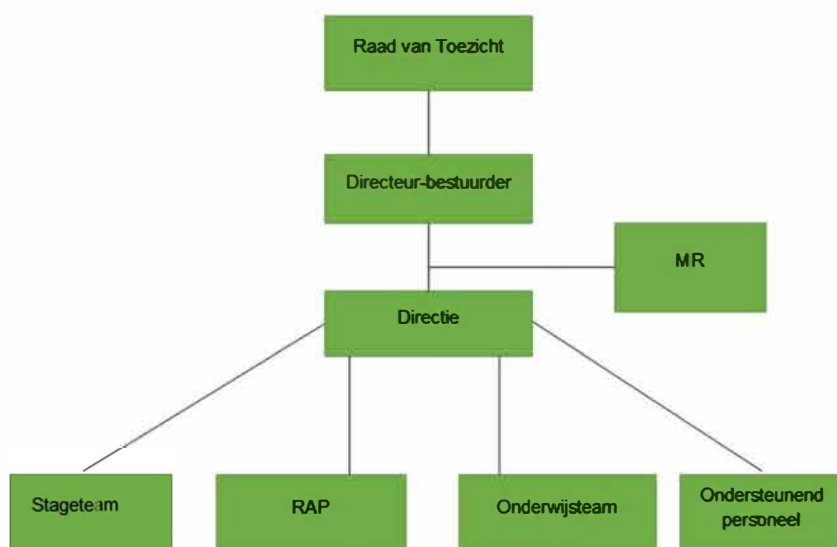 Raad van Toezicht
Directeur-bestuurder
MR
Directie
Stageteam
RAP
Onderwijsteam
Ondersteunend
personeel